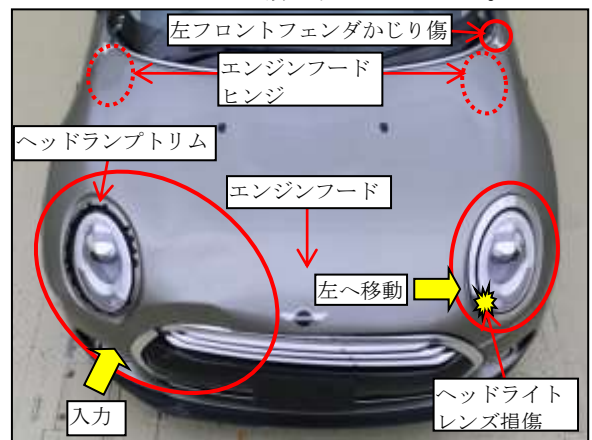 左フロントフェンダかじり傷
エンジンフード
ヒンジ
ヘッドランプトリム
エンジンフード
左へ移動
入力
ヘッドライト
レンズ損傷